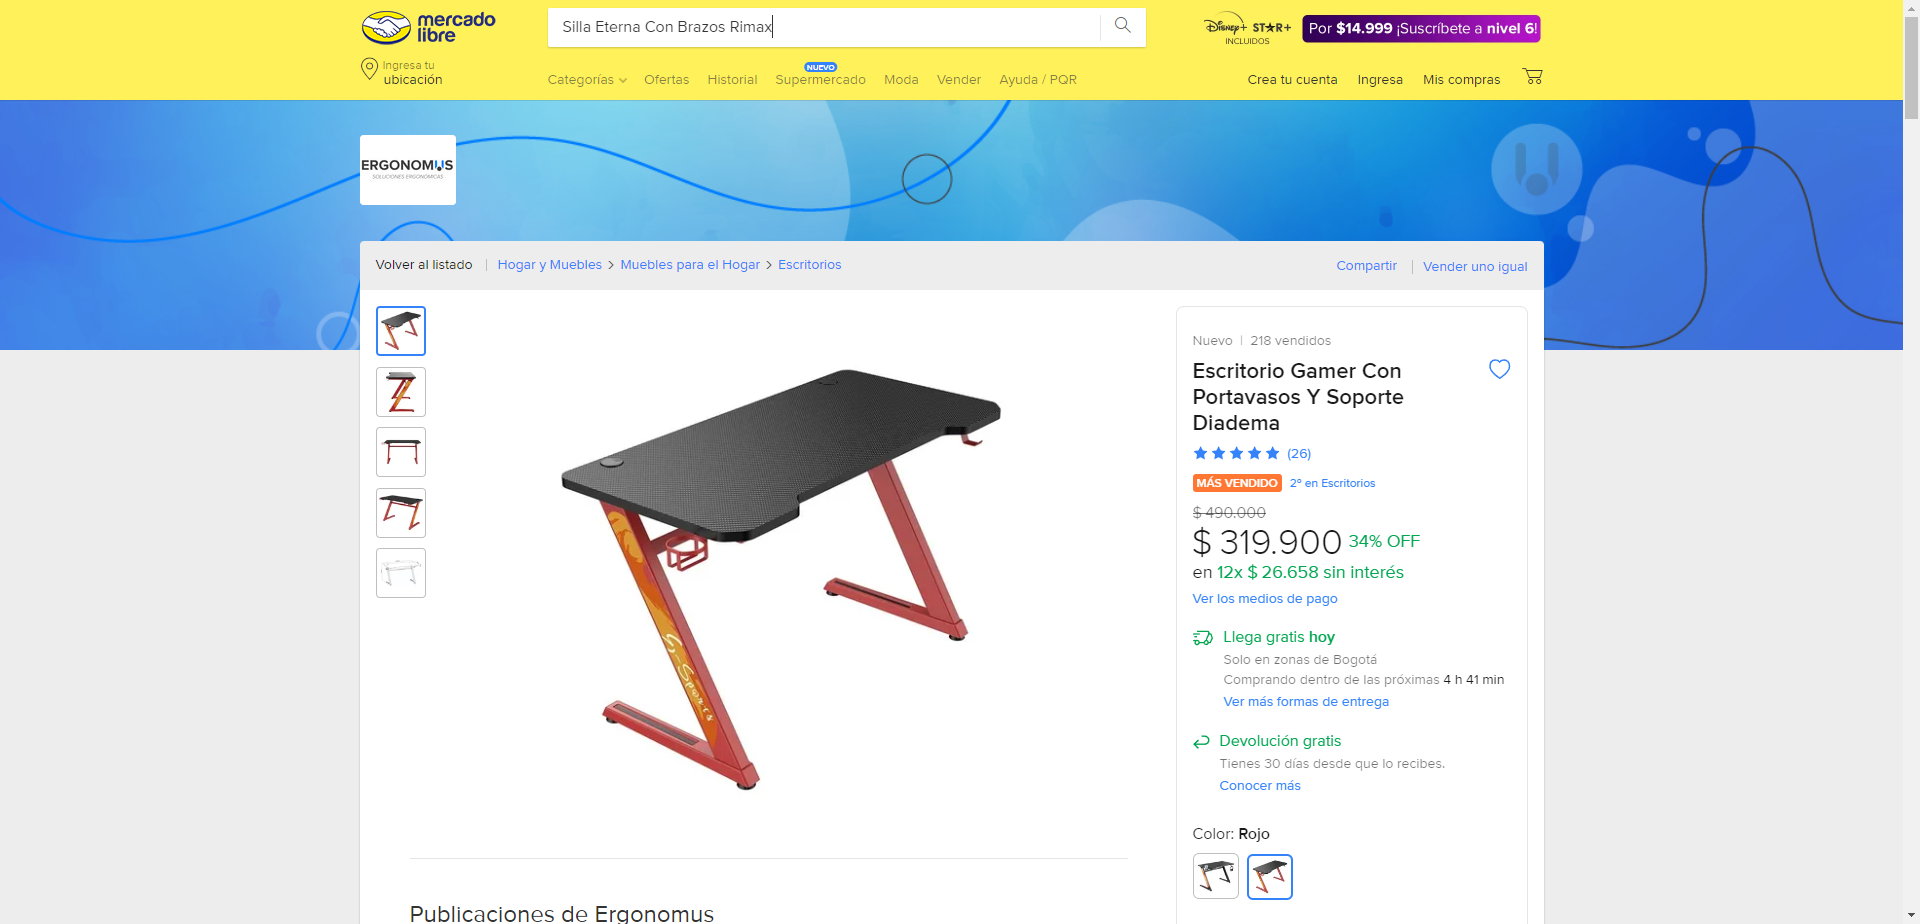 mercado
libre
Silla Eterna Con Brazos Rimax
Disney+ STAR+
INCLUIDOS
Por $14.999 ¡Suscríbete a nivel 6!
Ingresa tu
ubicación
Categorías
Ofertas
Historial
NUEVO
Supermercado
Moda
Vender
Ayuda / PQR
Crea tu cuenta
Ingresa
Mis compras
ERGONOMUS
SOLUCIONES ERGONÓMICAS
Volver al listado
Hogar y Muebles > Muebles para el Hogar > Escritorios
Compartir
Vender uno igual
Nuevo | 218 vendidos
Escritorio Gamer Con
Portavasos Y Soporte
Diadema
(26)
MÁS VENDIDO 2º en Escritorios
$ 490.000
$ 319.900 34% OFF
en 12x $ 26.658 sin interés
Ver los medios de pago
Llega gratis hoy
Solo en zonas de Bogotá
Comprando dentro de las próximas 4 h 41 min
Ver más formas de entrega
Devolución gratis
Tienes 30 días desde que lo recibes.
Conocer más
Color: Rojo
S-Sports
Publicaciones de Ergonomus